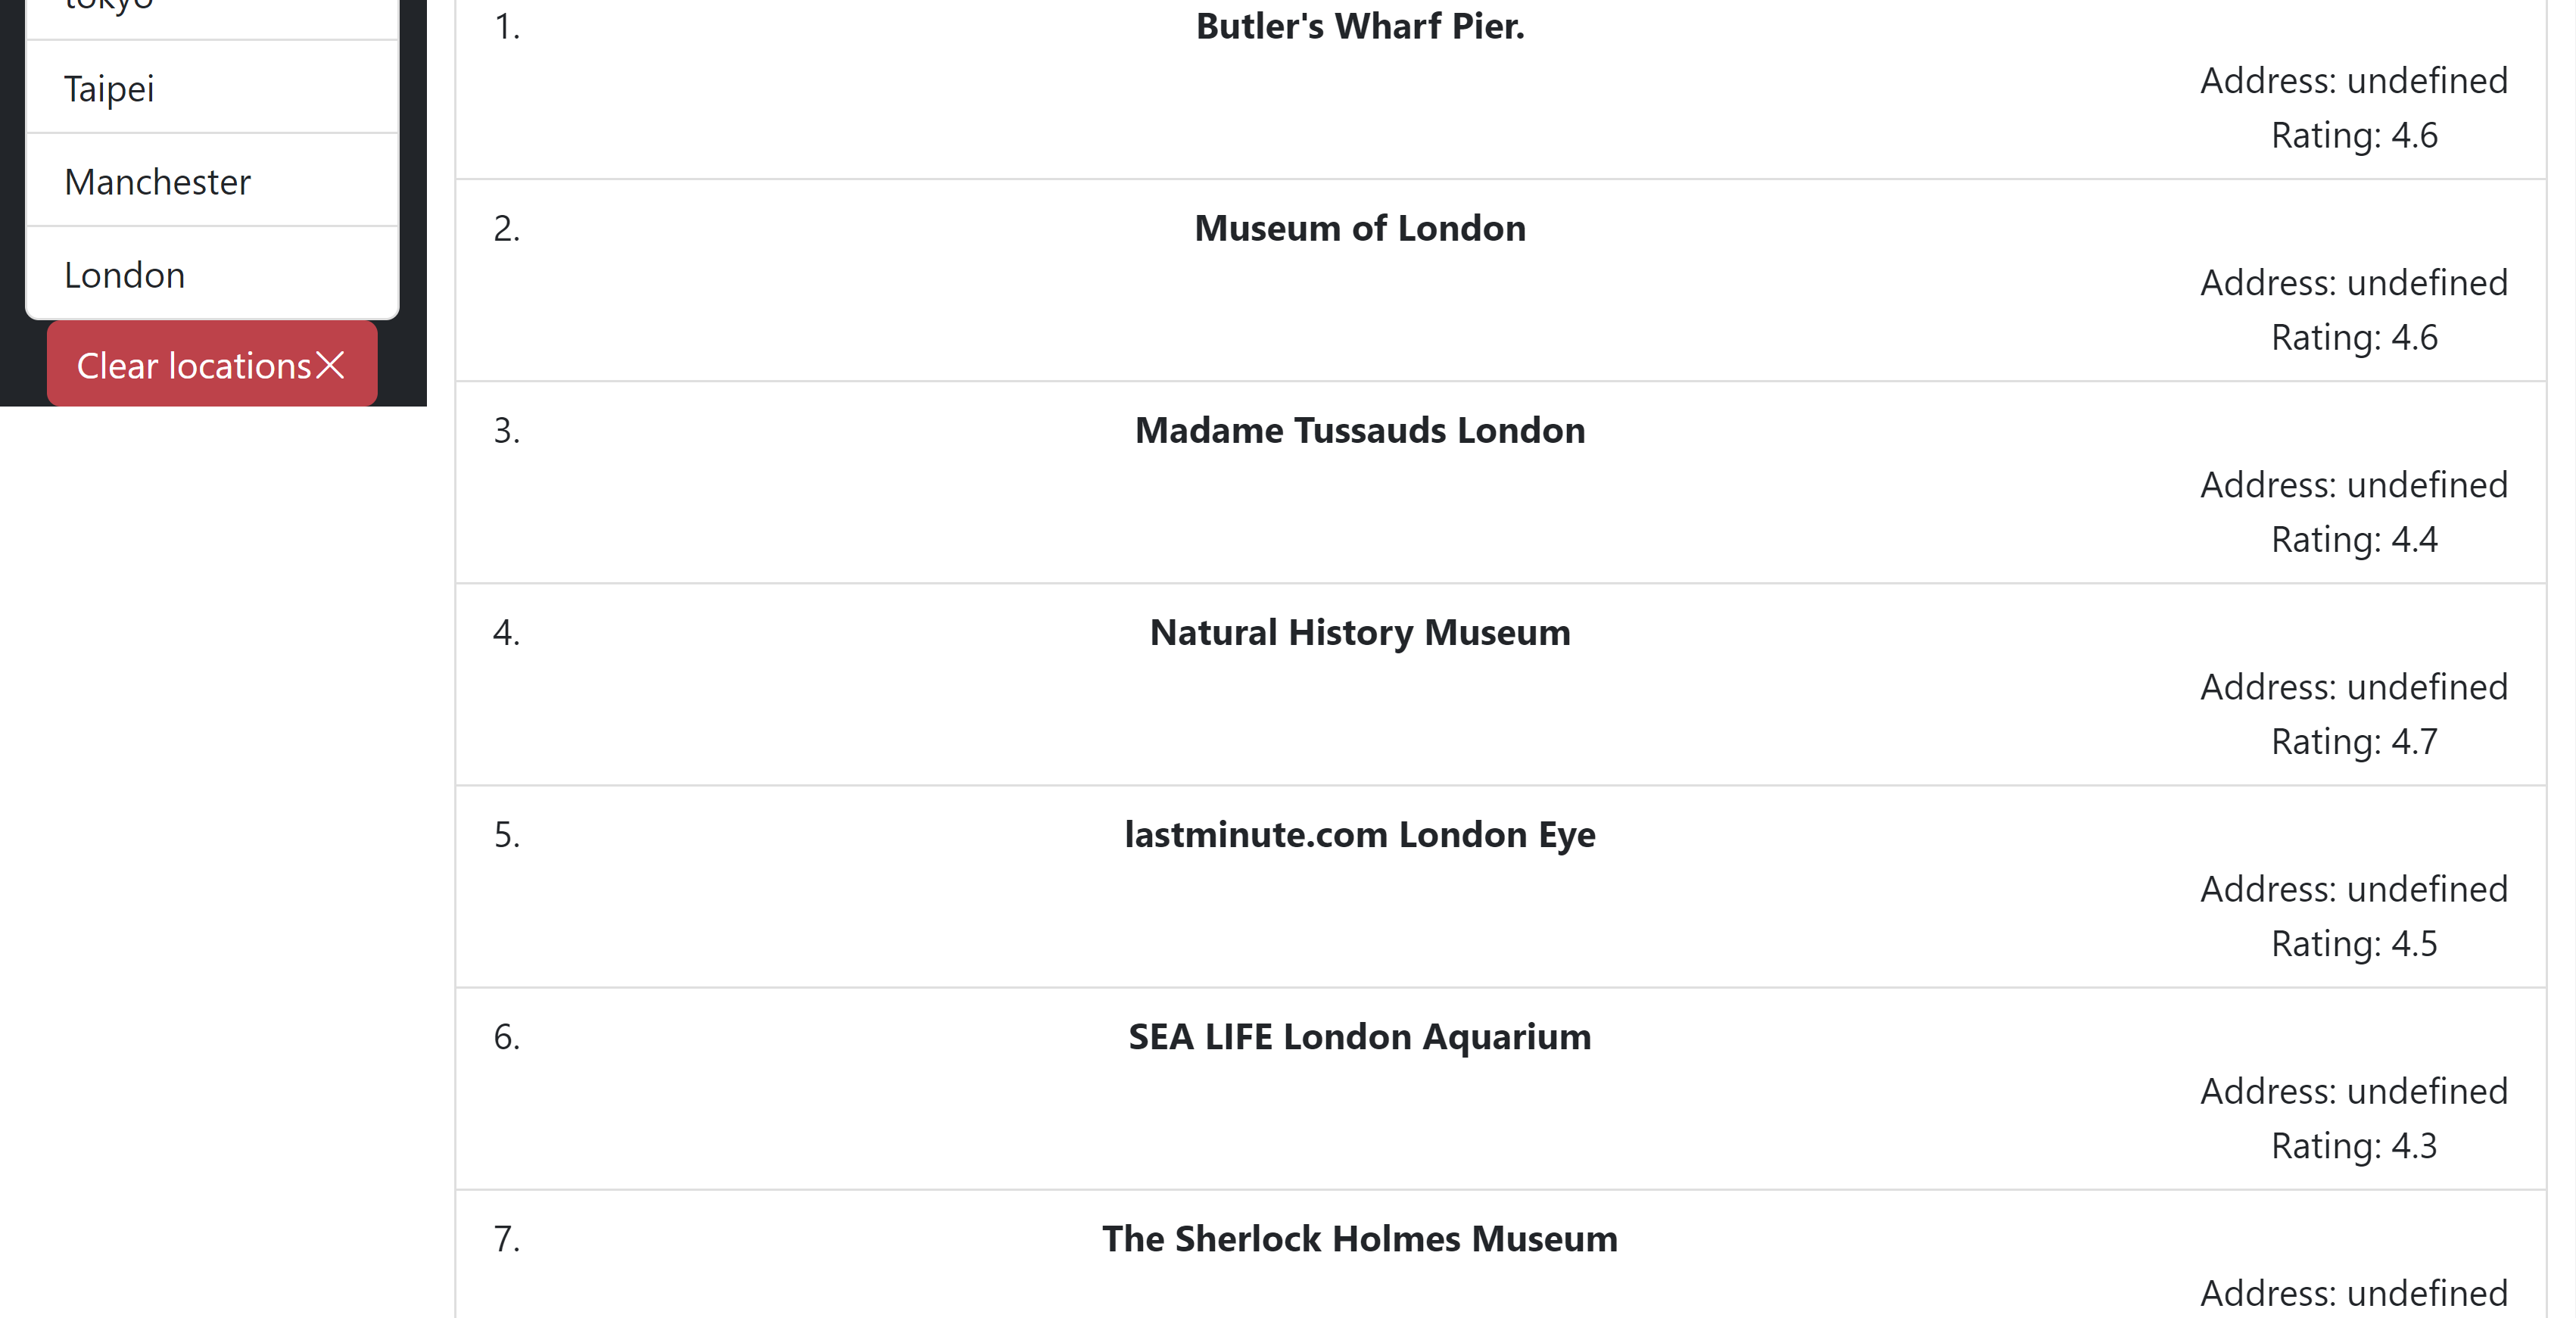 tokyo
Taipei
Manchester
London
Clear locations
1.
Butler's Wharf Pier.
Address: undefined
Rating: 4.6
2.
Museum of London
Address: undefined
Rating: 4.6
3.
Madame Tussauds London
Address: undefined
Rating: 4.4
4.
Natural History Museum
Address: undefined
Rating: 4.7
5.
lastminute.com London Eye
Address: undefined
Rating: 4.5
6.
SEA LIFE London Aquarium
Address: undefined
Rating: 4.3
7.
The Sherlock Holmes Museum
Address: undefined